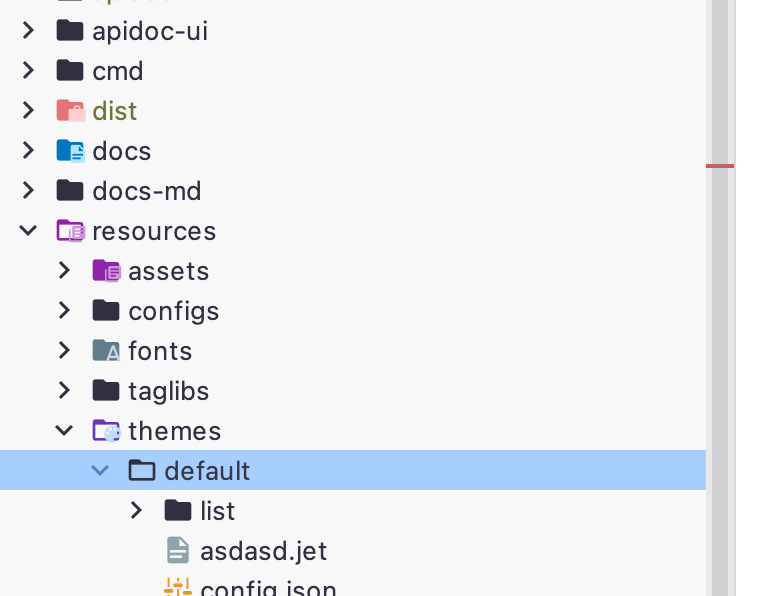 apidoc-ui
cmd
dist
docs
docs-md
resources
assets
configs
fonts
taglibs
themes
default
list
asdasd.jet
config.json